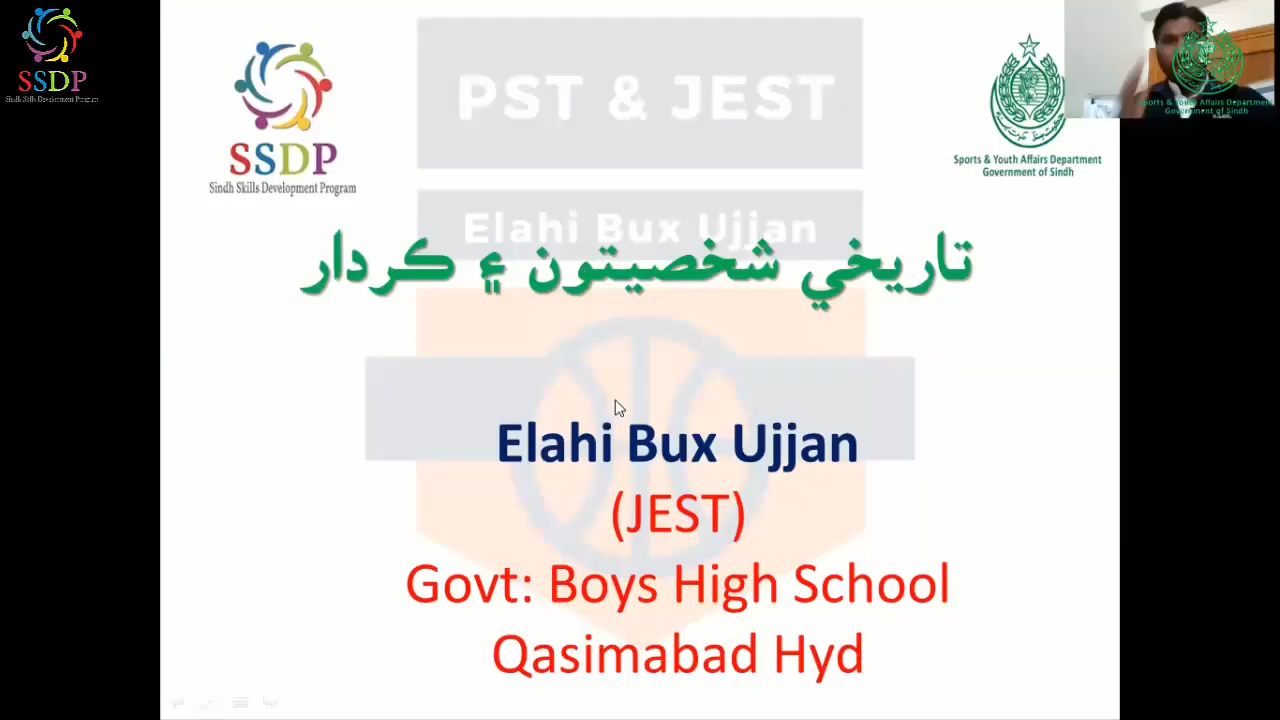 SSDP
Sindh Skills Development Program
PST & JEST
SSDP
Sindh Skills Development Program
Sports & Youth Affairs Department
Government of Sindh
Sports & Youth Affairs Department
Government of Sindh
Elahi Bux Ujjan
تاريخي شخصيتون ۽ ڪردار
Elahi Bux Ujjan
(JEST)
Govt: Boys High School
Qasimabad Hyd